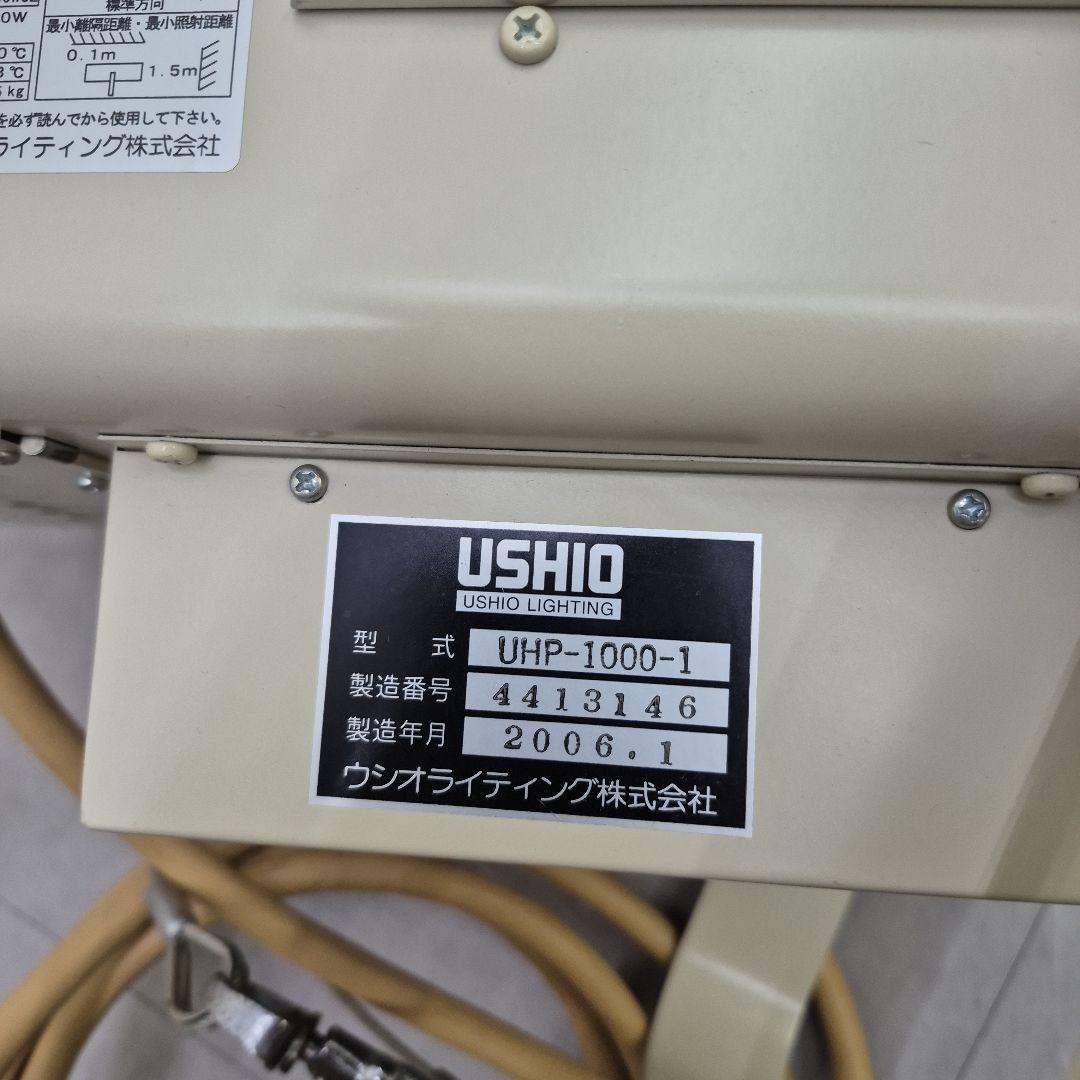 標準方向
最小離隔距離・最小照射距離
0.1m
1.5m
を必ず読んでから使用して下さい。
ライティング株式会社
USHIO
USHIO LIGHTING
型 式 UHP-1000-1
製造番号 4413146
製造年月 2006.1
ウシオライティング株式会社